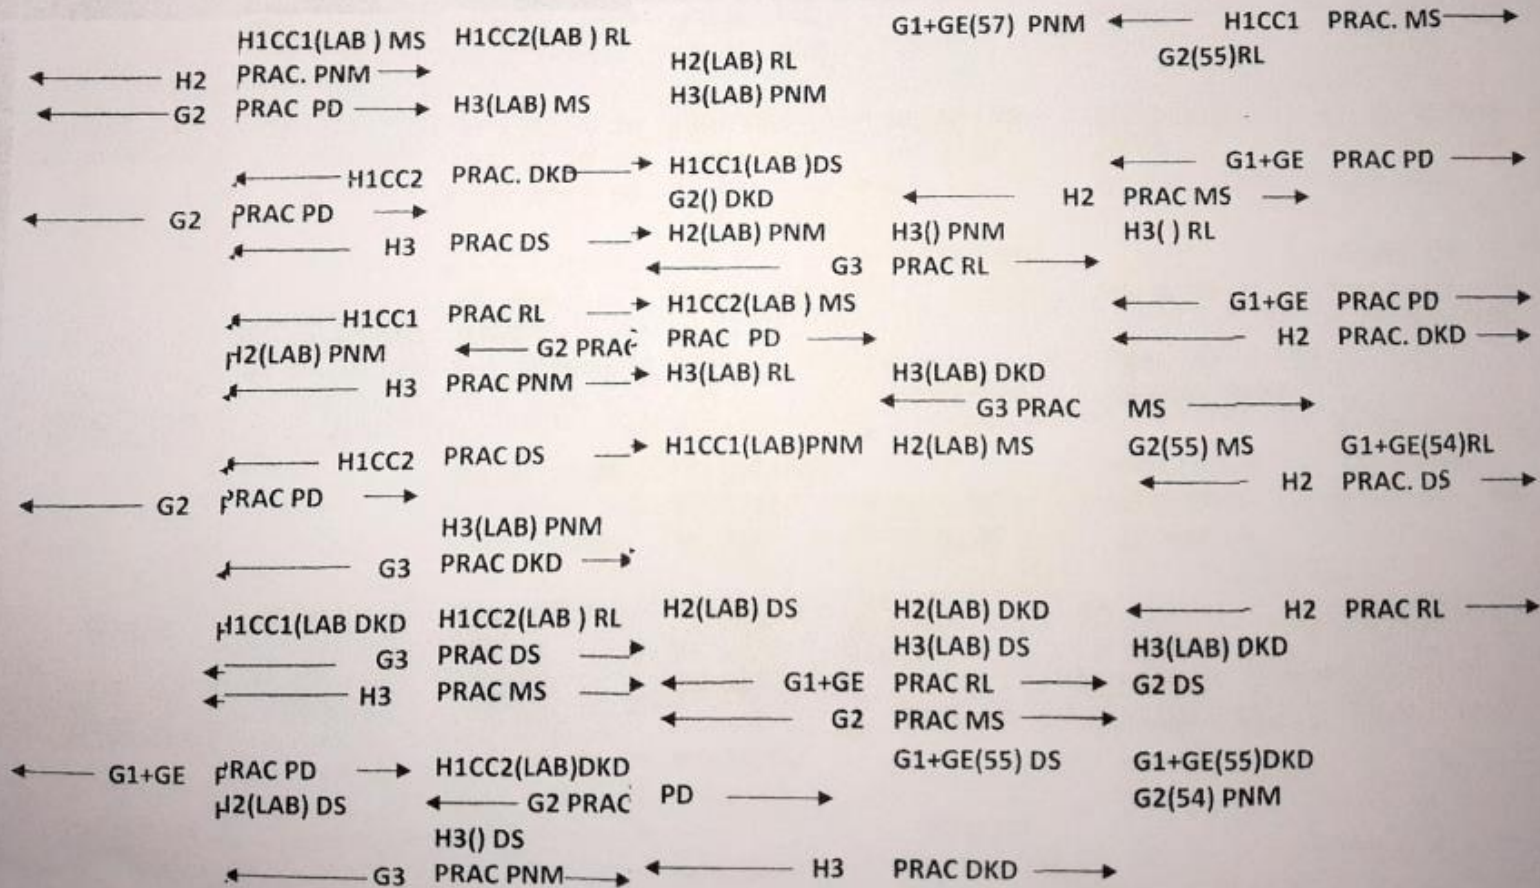 G1+GE(57) PNM H1CC1 PRAC. MS
H1CC1(LAB ) MS H1CC2(LAB ) RL G2(55)RL
H2 PRAC. PNM H2(LAB) RL
G2 PRAC PD H3(LAB) MS H3(LAB) PNM
H1CC2 PRAC. DKD H1CC1(LAB )DS G1+GE PRAC PD
G2 PRAC PD G2() DKD H2 PRAC MS
H3 PRAC DS H2(LAB) PNM H3() PNM H3( ) RL
G3 PRAC RL
H1CC1 PRAC RL H1CC2(LAB ) MS G1+GE PRAC PD
H2(LAB) PNM G2 PRAC PRAC PD H2 PRAC. DKD
H3 PRAC PNM H3(LAB) RL H3(LAB) DKD
G3 PRAC MS
H1CC2 PRAC DS H1CC1(LAB)PNM H2(LAB) MS G2(55) MS G1+GE(54)RL
G2 PRAC PD H2 PRAC. DS
H3(LAB) PNM
G3 PRAC DKD
H1CC1(LAB DKD H1CC2(LAB ) RL H2(LAB) DS H2(LAB) DKD H2 PRAC RL
G3 PRAC DS H3(LAB) DS H3(LAB) DKD
H3 PRAC MS G1+GE PRAC RL G2 DS
G2 PRAC MS
G1+GE PRAC PD H1CC2(LAB)DKD G1+GE(55) DS G1+GE(55)DKD
H2(LAB) DS G2 PRAC PD G2(54) PNM
H3() DS
G3 PRAC PNM H3 PRAC DKD